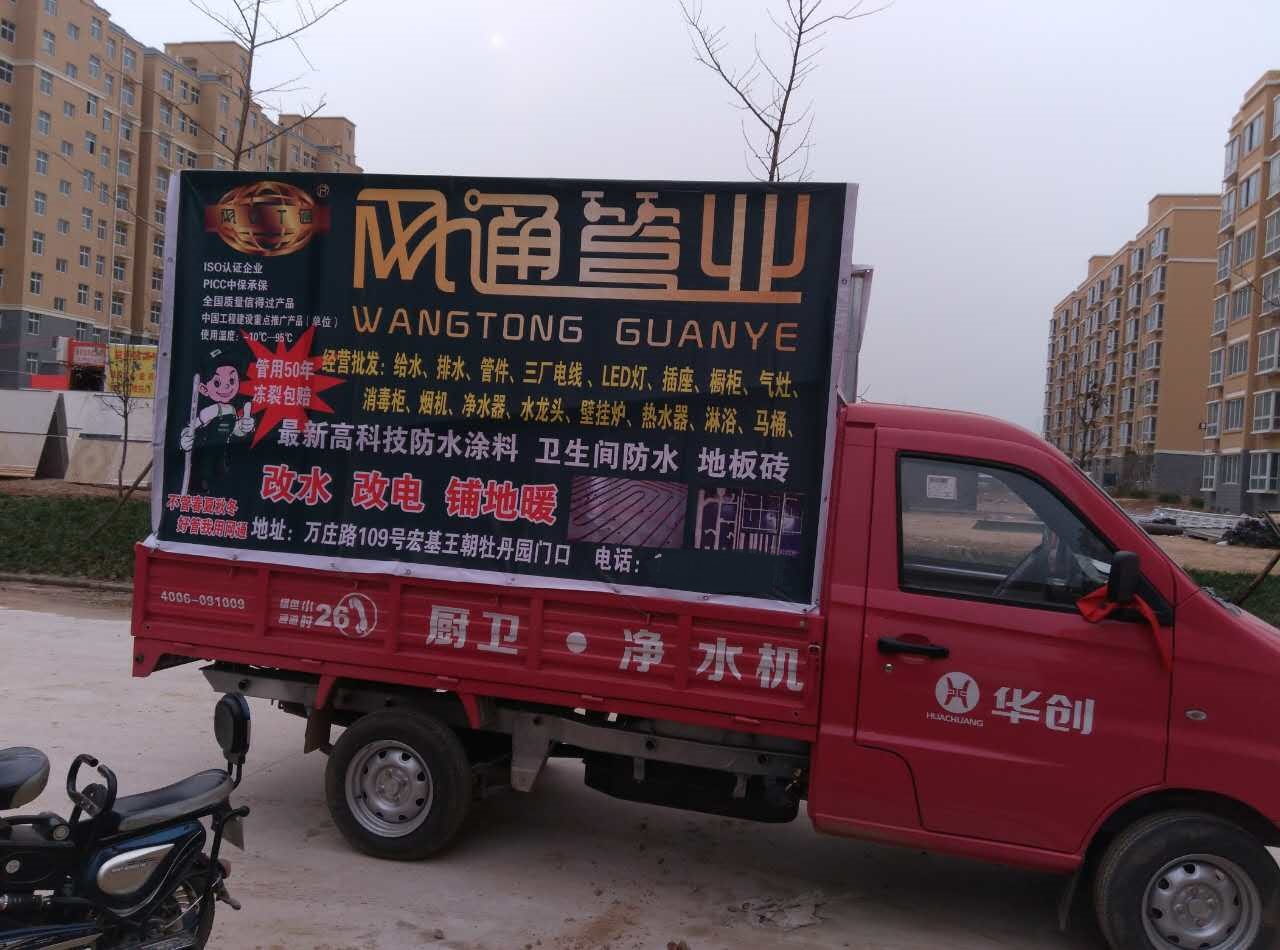 网通管业
WANGTONG GUANYE
ISO认证企业
PICC中保承保
全国质量信得过产品
中国工程建设重点推广产品(单位)
使用温度：-10℃—95℃
管用50年
冻裂包赔
经营批发：给水、排水、管件、三厂电线、LED灯、插座、橱柜、气灶、
消毒柜、烟机、净水器、水龙头、壁挂炉、热水器、淋浴、马桶、
最新高科技防水涂料 卫生间防水 地板砖
改水 改电 铺地暖
不管春夏秋冬
好管我用网通
地址：万庄路109号宏基王朝牡丹园门口 电话：
4006-091009
26
厨卫·净水机
HUACHUANG
华创